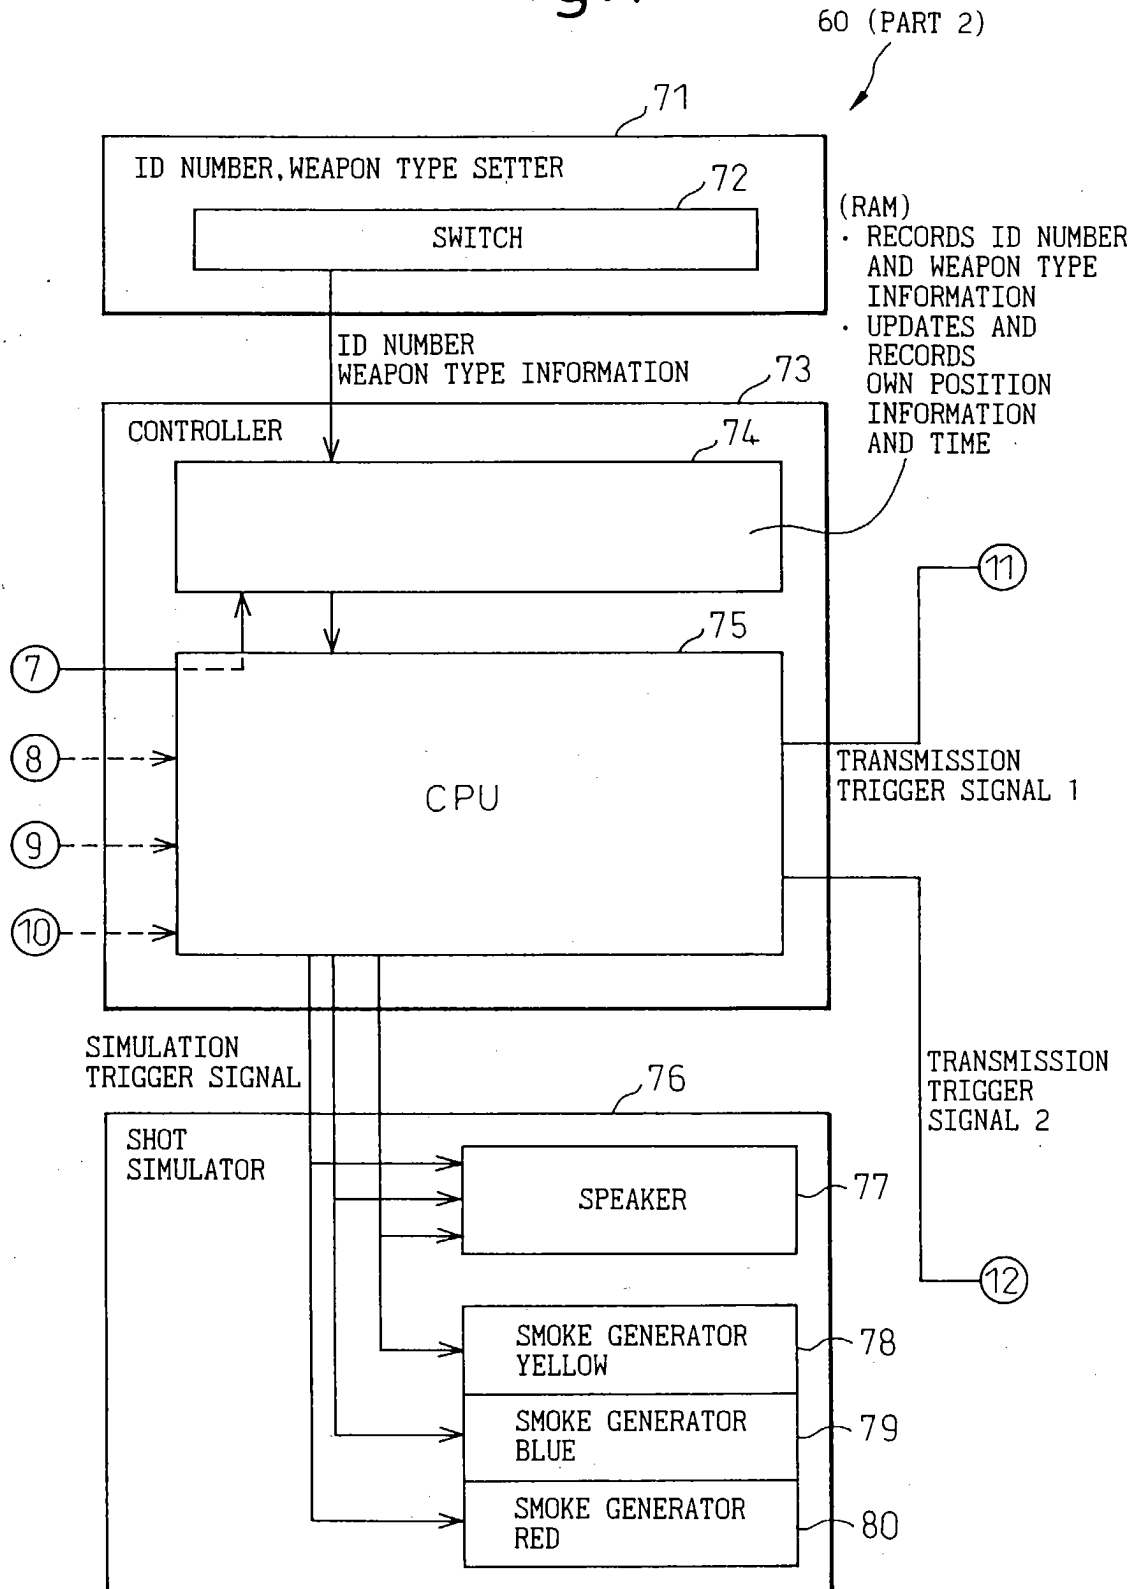 60 (PART 2)
71
ID NUMBER, WEAPON TYPE SETTER
72
SWITCH
(RAM)
· RECORDS ID NUMBER
AND WEAPON TYPE
INFORMATION
· UPDATES AND
RECORDS
OWN POSITION
INFORMATION
AND TIME
ID NUMBER
WEAPON TYPE INFORMATION
73
CONTROLLER
74
11
75
7
8
CPU
TRANSMISSION
TRIGGER SIGNAL 1
9
10
SIMULATION
TRIGGER SIGNAL
TRANSMISSION
TRIGGER
SIGNAL 2
76
SHOT
SIMULATOR
SPEAKER
77
12
SMOKE GENERATOR
YELLOW
78
SMOKE GENERATOR
BLUE
79
SMOKE GENERATOR
RED
80